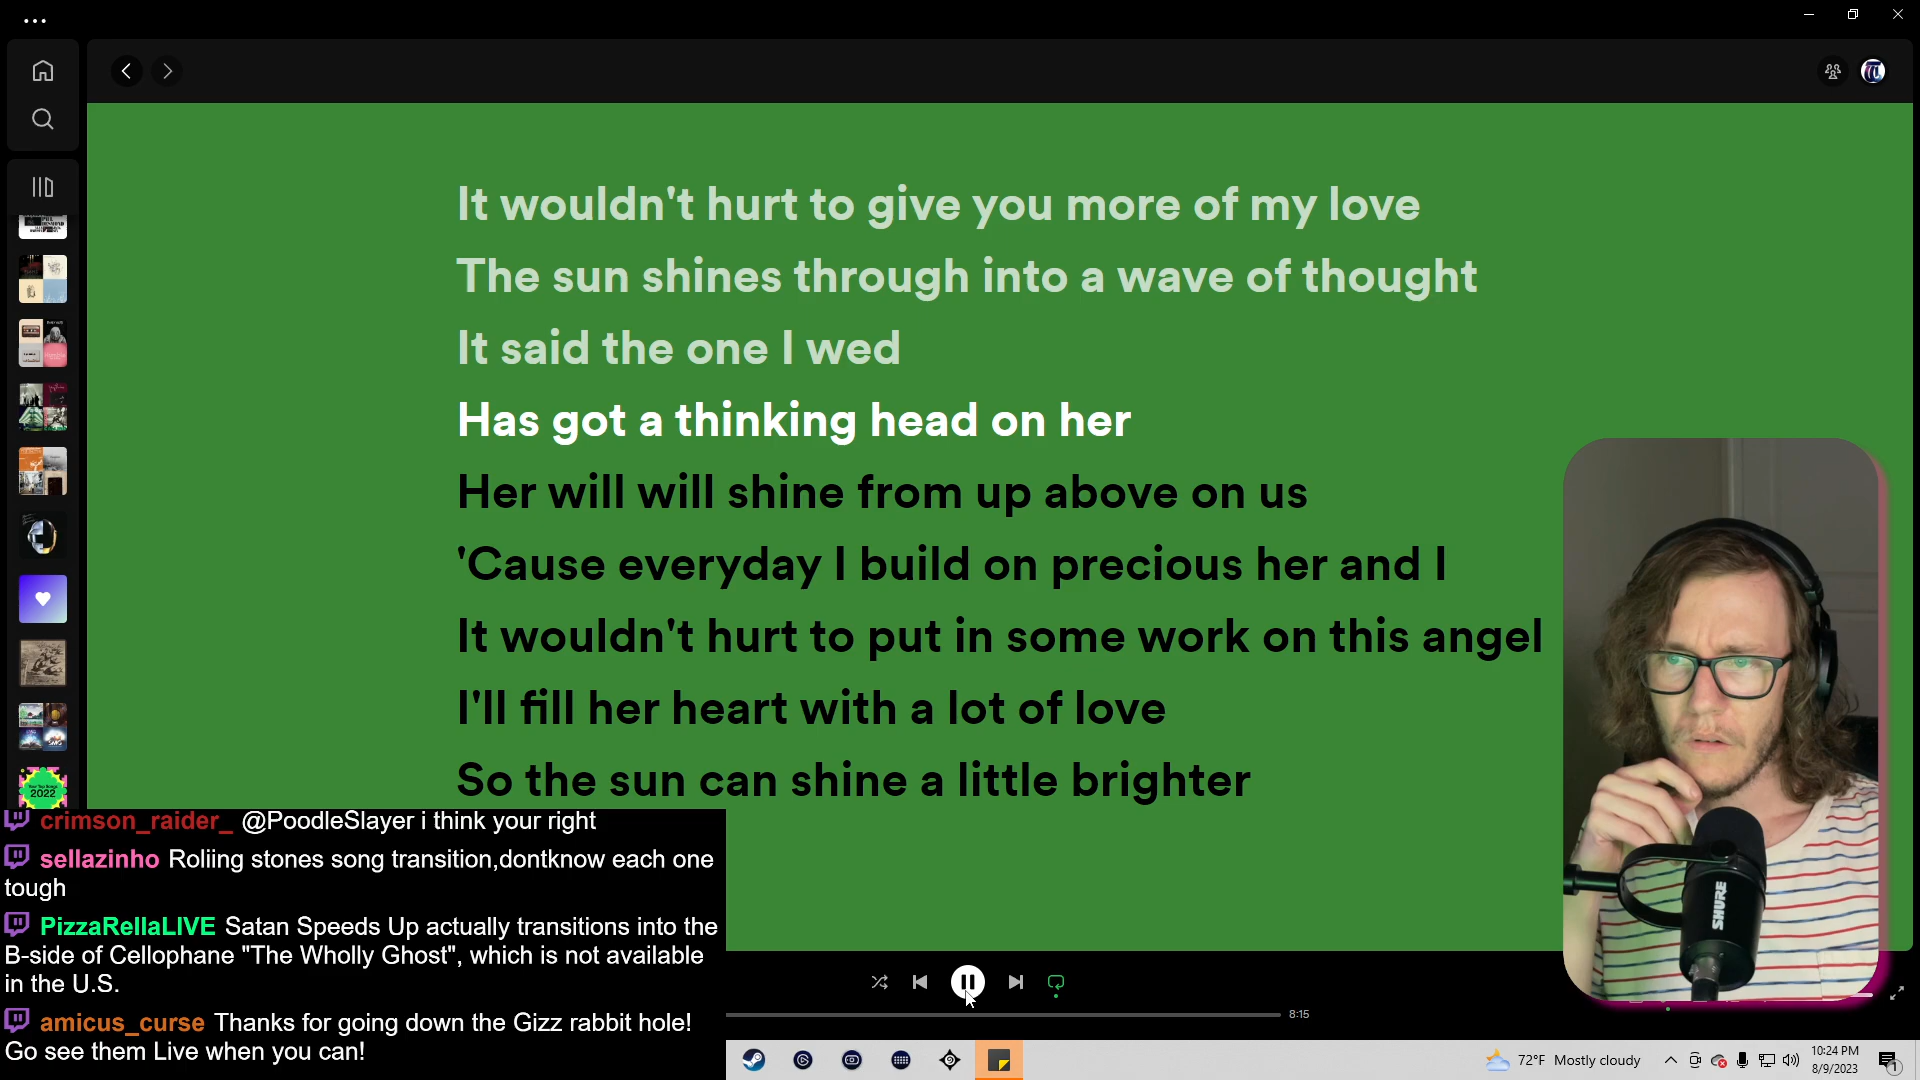 It wouldn't hurt to give you more of my love
The sun shines through into a wave of thought
It said the one I wed
Has got a thinking head on her
Her will will shine from up above on us
'Cause everyday I build on precious her and I
It wouldn't hurt to put in some work on this angel
I'll fill her heart with a lot of love
So the sun can shine a little brighter
2022
crimson_raider_ @PoodleSlayer i think your right
sellazinho Roliing stones song transition,dontknow each one
tough
PizzaRellaLIVE Satan Speeds Up actually transitions into the
B-side of Cellophane "The Wholly Ghost", which is not available
in the U.S.
amicus_curse Thanks for going down the Gizz rabbit hole!
Go see them Live when you can!
SHURE
8:15
72°F Mostly cloudy
10:24 PM
8/9/2023
1